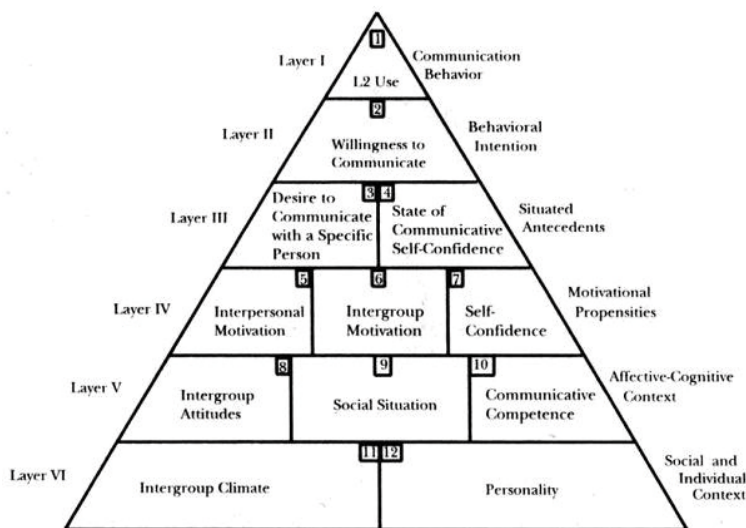 1
Layer I
Communication
Behavior
L2 Use
2
Layer II
Behavioral
Intention
Willingness to
Communicate
3
4
Layer III
Desire to
Communicate
with a Specific
Person
State of
Communicative
Self-Confidence
Situated
Antecedents
5
6
7
Layer IV
Interpersonal
Motivation
Intergroup
Motivation
Self-
Confidence
Motivational
Propensities
8
9
10
Layer V
Intergroup
Attitudes
Social Situation
Communicative
Competence
Affective-Cognitive
Context
11
12
Layer VI
Intergroup Climate
Personality
Social and
Individual
Context